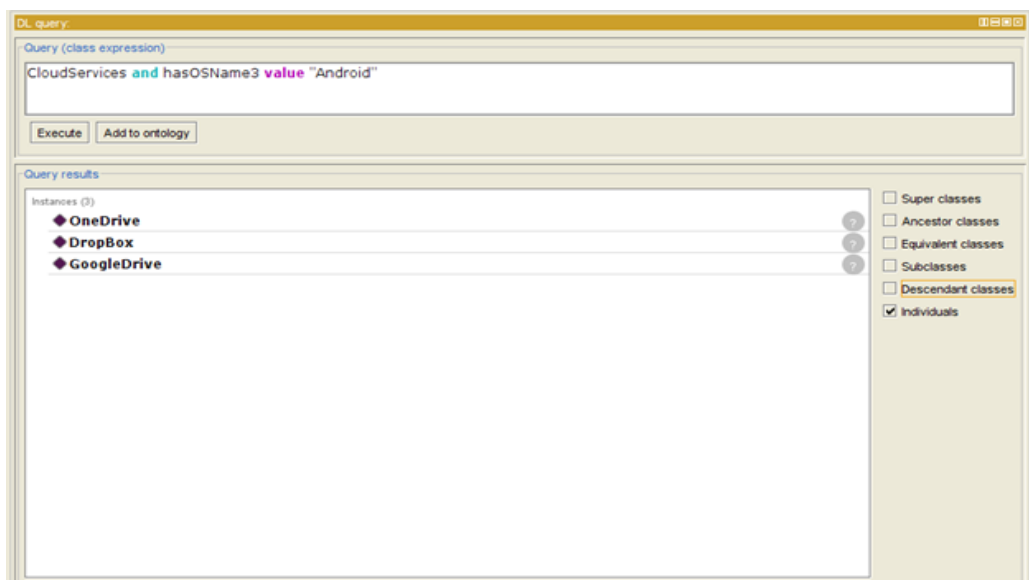 DL query:
Query (class expression)
CloudServices and hasOSName3 value "Android"
Execute
Add to ontology
Query results
Instances (3)
OneDrive
?
DropBox
?
GoogleDrive
?
Super classes
Ancestor classes
Equivalent classes
Subclasses
Descendant classes
Individuals